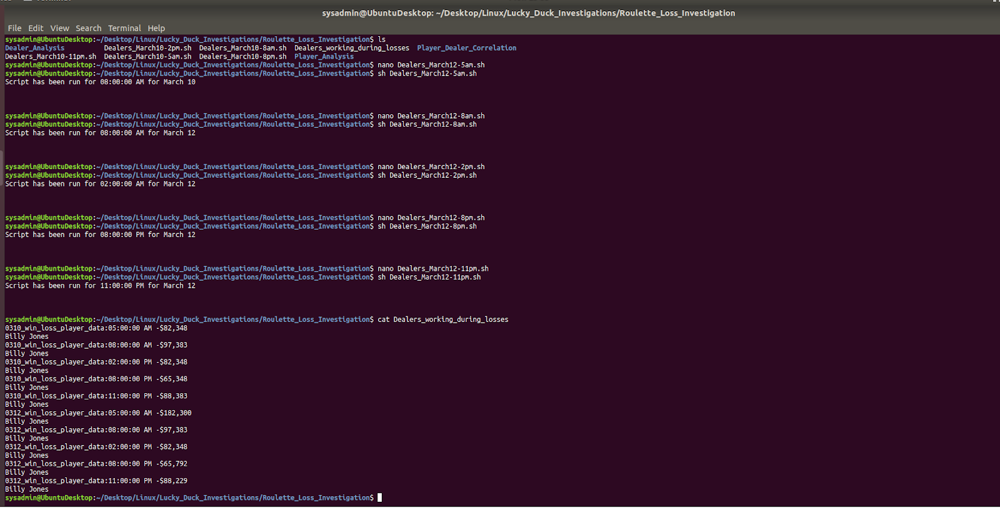 sysadmin@UbuntuDesktop: ~/Desktop/Linux/Lucky_Duck_Investigations/Roulette_Loss_Investigation
File Edit View Search Terminal Help
sysadmin@UbuntuDesktop:~/Desktop/Linux/Lucky_Duck_Investigations/Roulette_Loss_Investigation$ ls
Dealer_Analysis Dealers_March10-2pm.sh Dealers_March10-8am.sh Dealers_working_during_losses Player_Dealer_Correlation
Dealers_March10-11pm.sh Dealers_March10-5am.sh Dealers_March10-8pm.sh Player_Analysis
sysadmin@UbuntuDesktop:~/Desktop/Linux/Lucky_Duck_Investigations/Roulette_Loss_Investigation$ nano Dealers_March12-5am.sh
sysadmin@UbuntuDesktop:~/Desktop/Linux/Lucky_Duck_Investigations/Roulette_Loss_Investigation$ sh Dealers_March12-5am.sh
Script has been run for 08:00:00 AM for March 10
sysadmin@UbuntuDesktop:~/Desktop/Linux/Lucky_Duck_Investigations/Roulette_Loss_Investigation$ nano Dealers_March12-8am.sh
sysadmin@UbuntuDesktop:~/Desktop/Linux/Lucky_Duck_Investigations/Roulette_Loss_Investigation$ sh Dealers_March12-8am.sh
Script has been run for 08:00:00 AM for March 12
sysadmin@UbuntuDesktop:~/Desktop/Linux/Lucky_Duck_Investigations/Roulette_Loss_Investigation$ nano Dealers_March12-2pm.sh
sysadmin@UbuntuDesktop:~/Desktop/Linux/Lucky_Duck_Investigations/Roulette_Loss_Investigation$ sh Dealers_March12-2pm.sh
Script has been run for 02:00:00 AM for March 12
sysadmin@UbuntuDesktop:~/Desktop/Linux/Lucky_Duck_Investigations/Roulette_Loss_Investigation$ nano Dealers_March12-8pm.sh
sysadmin@UbuntuDesktop:~/Desktop/Linux/Lucky_Duck_Investigations/Roulette_Loss_Investigation$ sh Dealers_March12-8pm.sh
Script has been run for 08:00:00 PM for March 12
sysadmin@UbuntuDesktop:~/Desktop/Linux/Lucky_Duck_Investigations/Roulette_Loss_Investigation$ nano Dealers_March12-11pm.sh
sysadmin@UbuntuDesktop:~/Desktop/Linux/Lucky_Duck_Investigations/Roulette_Loss_Investigation$ sh Dealers_March12-11pm.sh
Script has been run for 11:00:00 PM for March 12
sysadmin@UbuntuDesktop:~/Desktop/Linux/Lucky_Duck_Investigations/Roulette_Loss_Investigation$ cat Dealers_working_during_losses
0310_win_loss_player_data:05:00:00 AM -$82,348
Billy Jones
0310_win_loss_player_data:08:00:00 AM -$97,383
Billy Jones
0310_win_loss_player_data:02:00:00 PM -$82,348
Billy Jones
0310_win_loss_player_data:08:00:00 PM -$65,348
Billy Jones
0310_win_loss_player_data:11:00:00 PM -$88,383
Billy Jones
0312_win_loss_player_data:05:00:00 AM -$182,300
Billy Jones
0312_win_loss_player_data:08:00:00 AM -$97,383
Billy Jones
0312_win_loss_player_data:02:00:00 PM -$82,348
Billy Jones
0312_win_loss_player_data:08:00:00 PM -$65,792
Billy Jones
0312_win_loss_player_data:11:00:00 PM -$88,229
Billy Jones
sysadmin@UbuntuDesktop:~/Desktop/Linux/Lucky_Duck_Investigations/Roulette_Loss_Investigation$